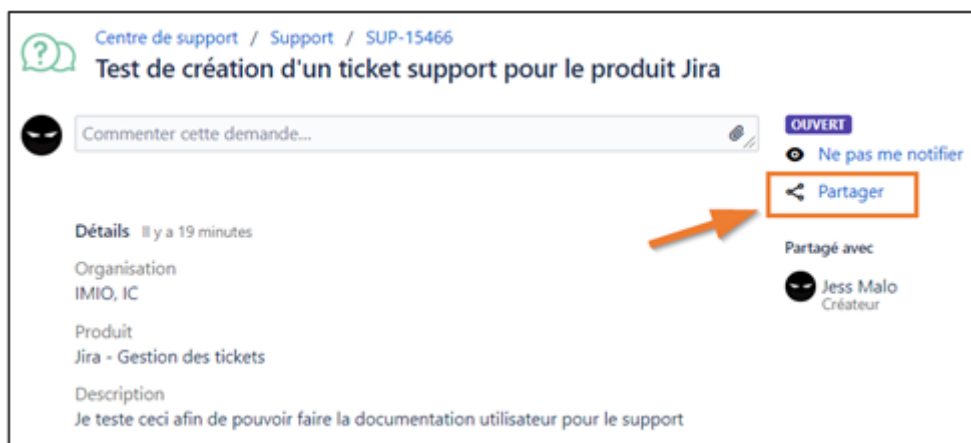 Centre de support / Support / SUP-15466
Test de création d'un ticket support pour le produit Jira
Commenter cette demande...
OUVERT
Ne pas me notifier
Partager
Détails Il y a 19 minutes
Partagé avec
Organisation
IMIO, IC
Jess Malo
Créateur
Produit
Jira - Gestion des tickets
Description
Je teste ceci afin de pouvoir faire la documentation utilisateur pour le support